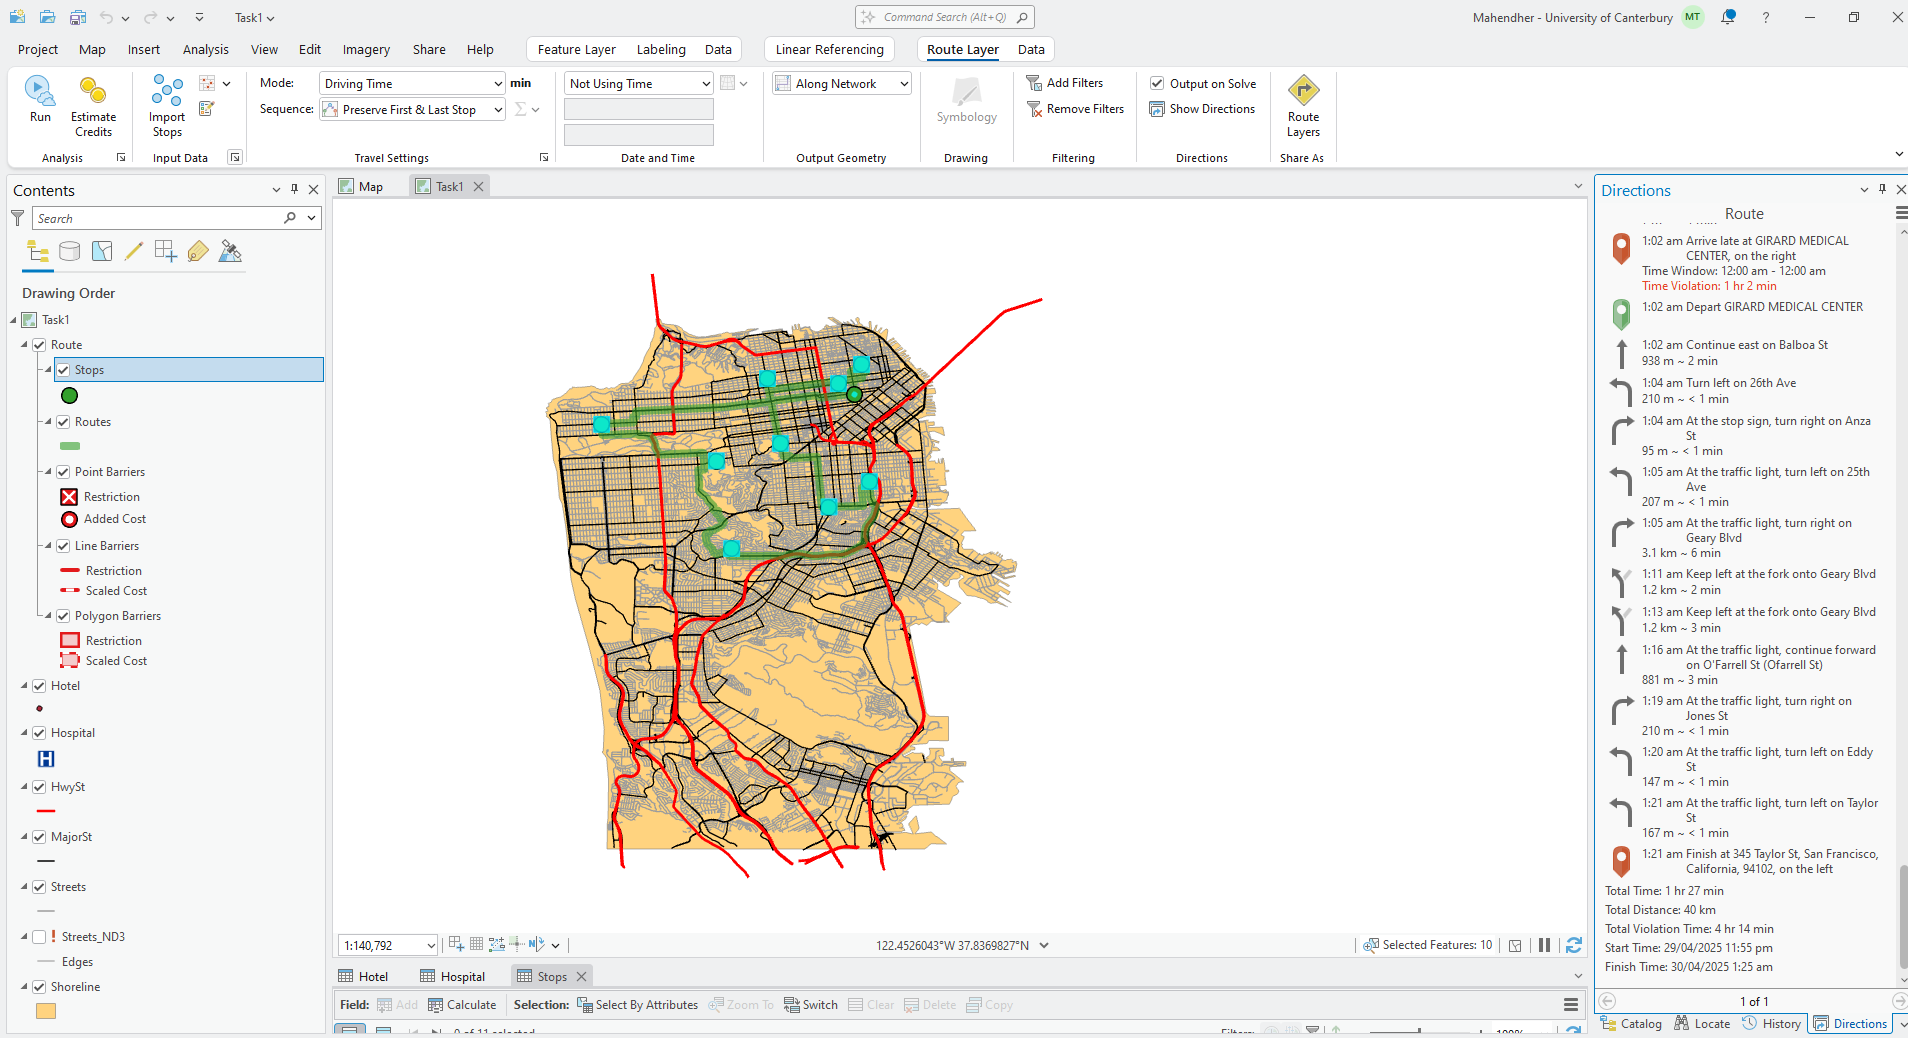 Task1
Command Search (Alt+Q)
Mahendher - University of Canterbury
MT
?
Project
Map
Insert
Analysis
View
Edit
Imagery
Share
Help
Feature Layer
Labeling
Data
Linear Referencing
Route Layer
Data
Run
Estimate
Credits
Analysis
Import
Stops
Input Data
Mode:
Driving Time
min
Sequence:
Preserve First & Last Stop
Travel Settings
Not Using Time
Date and Time
Along Network
Output Geometry
Symbology
Drawing
Add Filters
Remove Filters
Filtering
Output on Solve
Show Directions
Directions
Route
Layers
Share As
Contents
Search
Drawing Order
Task1
Route
Stops
Routes
Point Barriers
Restriction
Added Cost
Line Barriers
Restriction
Scaled Cost
Polygon Barriers
Restriction
Scaled Cost
Hotel
Hospital
H
HwySt
MajorSt
Streets
Streets_ND3
Edges
Shoreline
Map
Task1
1:140,792
122.4526043°W 37.8369827°N
Selected Features: 10
Hotel
Hospital
Stops
Field:
Add
Calculate
Selection:
Select By Attributes
Zoom To
Switch
Clear
Delete
Copy
0 of 11 selected
Filters:
100%
Directions
Route
1:02 am Arrive late at GIRARD MEDICAL
CENTER, on the right
Time Window: 12:00 am - 12:00 am
Time Violation: 1 hr 2 min
1:02 am Depart GIRARD MEDICAL CENTER
1:02 am Continue east on Balboa St
938 m ~ 2 min
1:04 am Turn left on 26th Ave
210 m ~ < 1 min
1:04 am At the stop sign, turn right on Anza
St
95 m ~ < 1 min
1:05 am At the traffic light, turn left on 25th
Ave
207 m ~ < 1 min
1:05 am At the traffic light, turn right on
Geary Blvd
3.1 km ~ 6 min
1:11 am Keep left at the fork onto Geary Blvd
1.2 km ~ 2 min
1:13 am Keep left at the fork onto Geary Blvd
1.2 km ~ 3 min
1:16 am At the traffic light, continue forward
on O'Farrell St (Ofarrell St)
881 m ~ 3 min
1:19 am At the traffic light, turn right on
Jones St
210 m ~ < 1 min
1:20 am At the traffic light, turn left on Eddy
St
147 m ~ < 1 min
1:21 am At the traffic light, turn left on Taylor
St
167 m ~ < 1 min
1:21 am Finish at 345 Taylor St, San Francisco,
California, 94102, on the left
Total Time: 1 hr 27 min
Total Distance: 40 km
Total Violation Time: 4 hr 14 min
Start Time: 29/04/2025 11:55 pm
Finish Time: 30/04/2025 1:25 am
1 of 1
Catalog
Locate
History
Directions